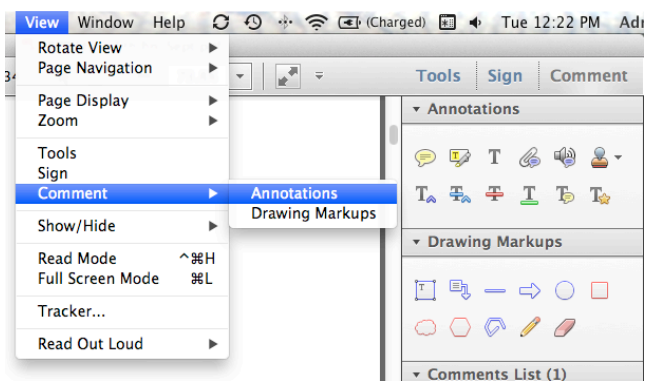 View Window Help (Charged) Tue 12:22 PM Adr
Rotate View
Page Navigation
Page Display
Zoom
Tools
Sign
Comment
Show/Hide
Read Mode ^⌘H
Full Screen Mode ⌘L
Tracker...
Read Out Loud
Annotations
Drawing Markups
Tools Sign Comment
Annotations
T
T T T T T T
Drawing Markups
T
Comments List (1)